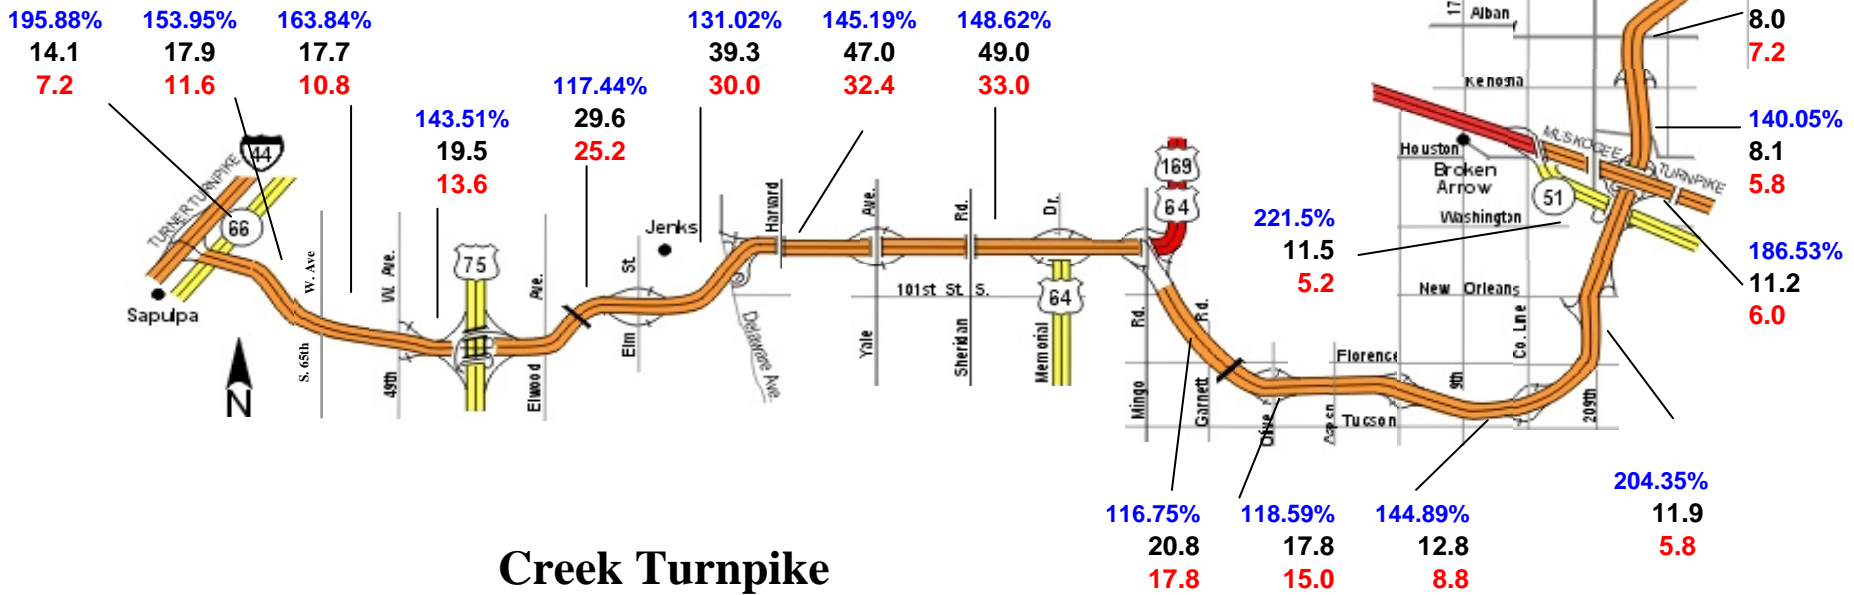 195.88%
14.1
7.2
153.95%
17.9
11.6
163.84%
17.7
10.8
143.51%
19.5
13.6
117.44%
29.6
25.2
131.02%
39.3
30.0
145.19%
47.0
32.4
148.62%
49.0
33.0
8.0
7.2
140.05%
8.1
5.8
186.53%
11.2
6.0
221.5%
11.5
5.2
204.35%
11.9
5.8
116.75%
20.8
17.8
118.59%
17.8
15.0
144.89%
12.8
8.8
44
TURNER TURNPIKE
66
Sapulpa
N
S. 65th W. Ave
49th W. Ave.
75
Elwood Ave.
Elm St.
Jenks
Delaware Ave.
Harvard
Yale Ave.
101st St. S.
Sheridan Rd.
Memorial Dr.
64
169
64
Mingo Rd.
Garnett Rd.
Olive
Florence
Tucson
9th
Co. Line
209th
New Orleans
Washington
Broken
Arrow
Houston
51
MUSKOGEE TURNPIKE
Kenosha
Alban
17
Creek Turnpike